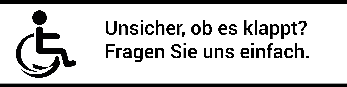 Unsicher, ob es klappt?
Fragen Sie uns einfach.